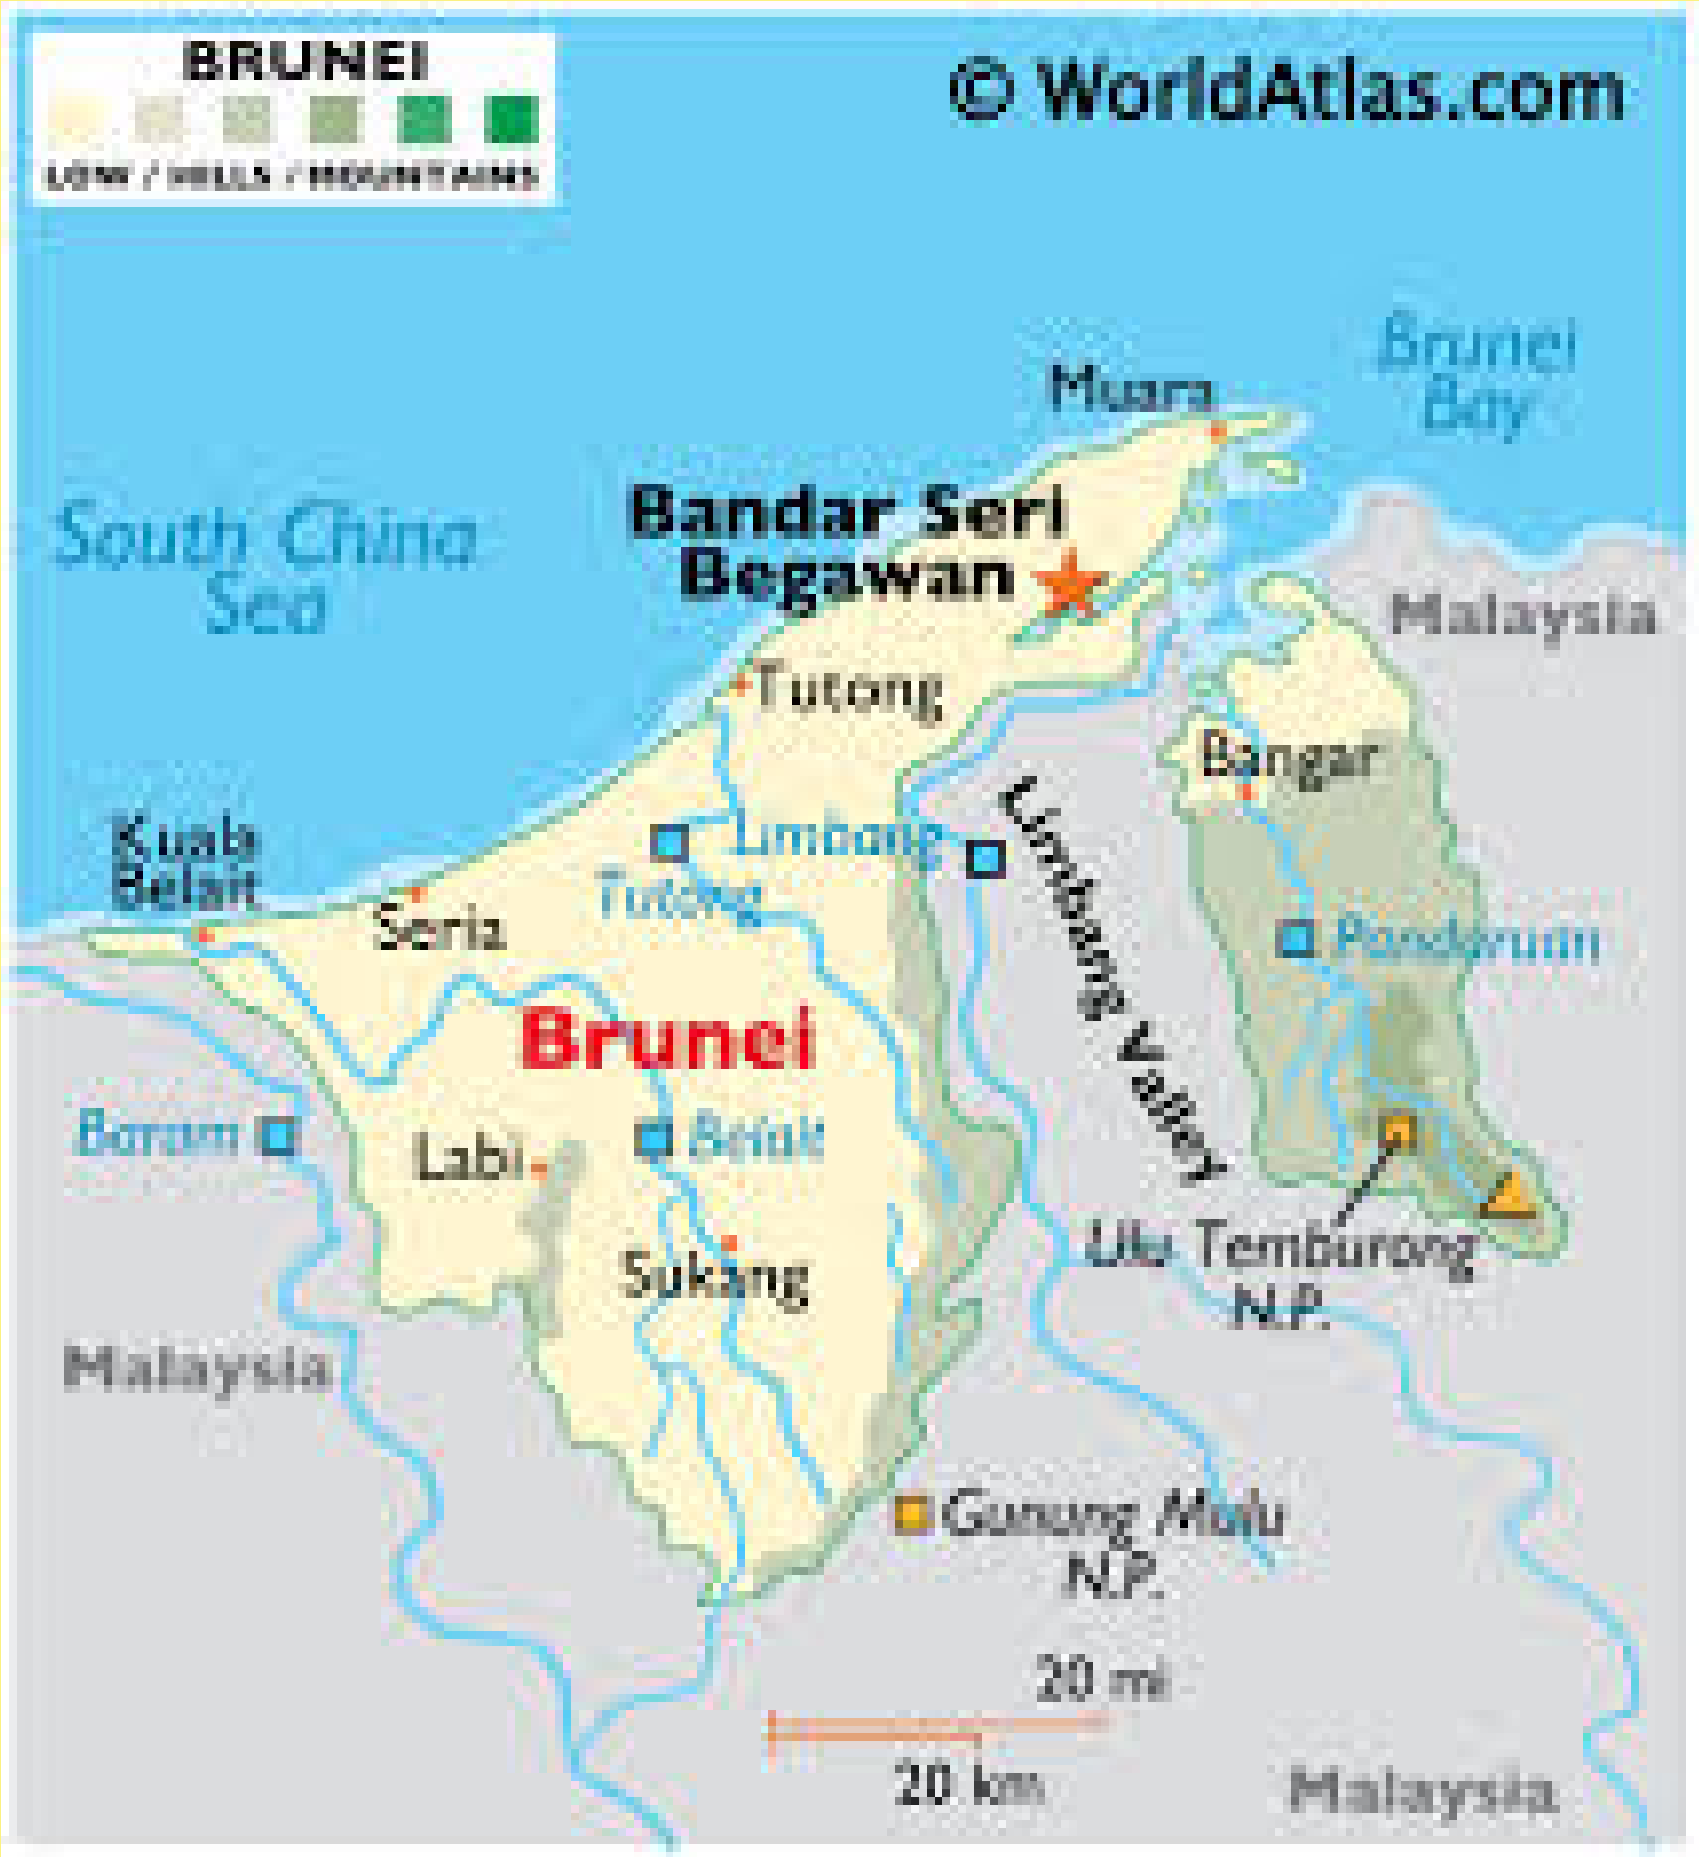 BRUNEI
LOW / HILLS / MOUNTAINS
© WorldAtlas.com
Brunei
Bay
Muara
South China
Sea
Bandar Seri
Begawan
Malaysia
Tutong
Bangar
Kuala
Belait
Limbang
Limbang Valley
Seria
Tutong
Pandaruan
Brunei
Baram
Labi
Belait
Ulu Temburong
N.P.
Sukang
Malaysia
Gunung Mulu
N.P.
20 mi
20 km
Malaysia